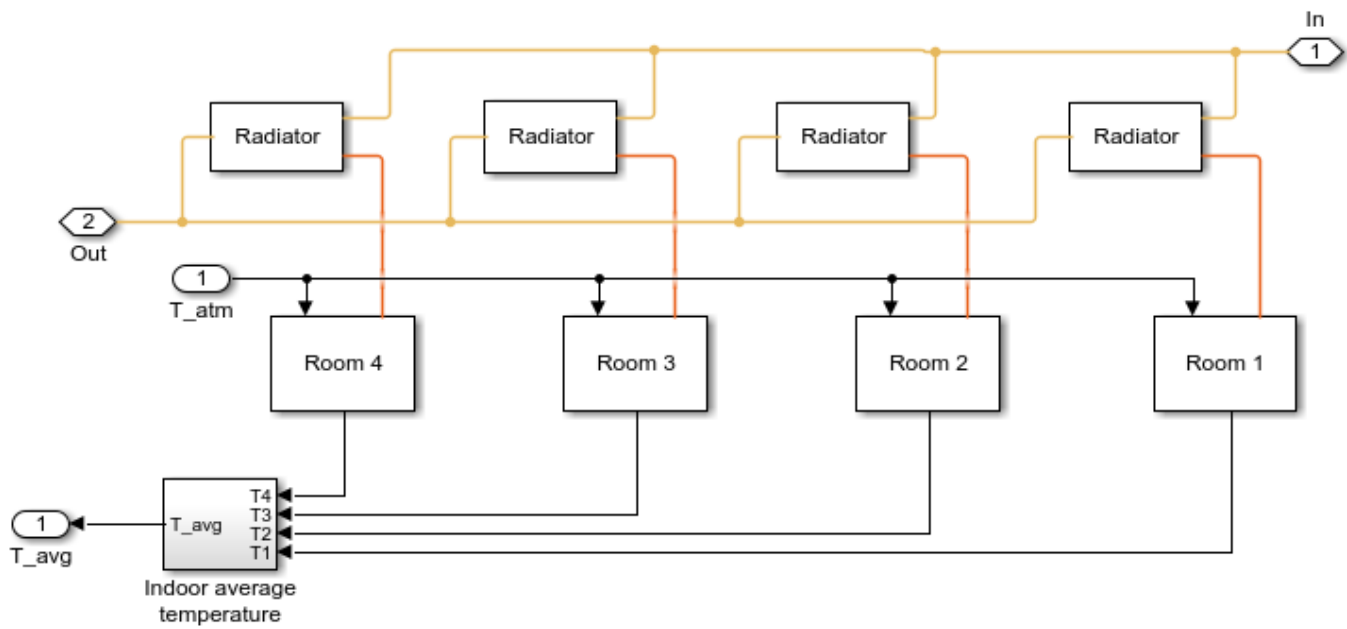 In
1
Radiator
Radiator
Radiator
Radiator
2
Out
1
T_atm
Room 4
Room 3
Room 2
Room 1
T4
T3
T2
T1
T_avg
1
T_avg
Indoor average
temperature